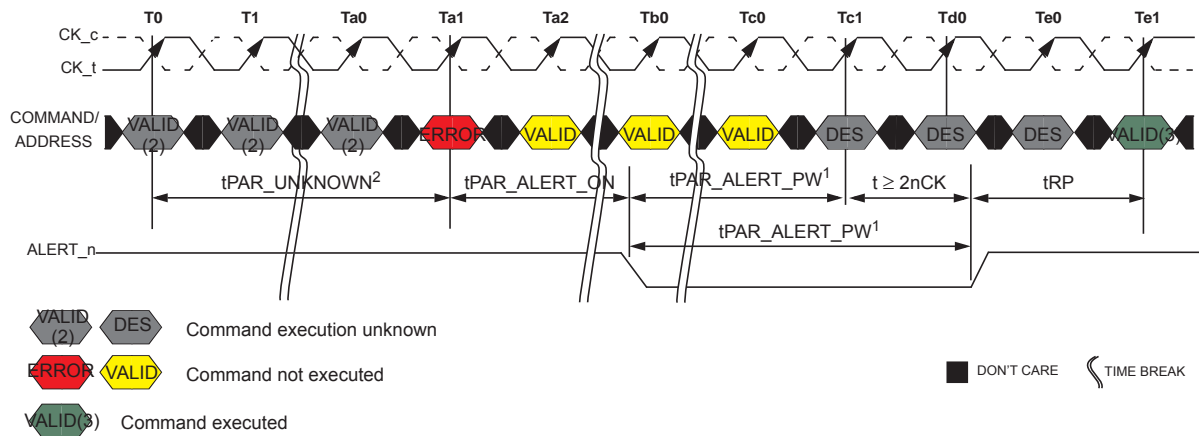 T0 T1 Ta0 Ta1 Ta2 Tb0 Tc0 Tc1 Td0 Te0 Te1
CK_c
CK_t
COMMAND/
ADDRESS
VALID
(2)
VALID
(2)
VALID
(2)
ERROR
VALID
VALID
VALID
DES
DES
DES
VALID(3)
tPAR_UNKNOWN²
tPAR_ALERT_ON
tPAR_ALERT_PW¹
t ≥ 2nCK
tRP
tPAR_ALERT_PW¹
ALERT_n
VALID
(2)
DES
Command execution unknown
ERROR
VALID
Command not executed
DON'T CARE
TIME BREAK
VALID(3)
Command executed